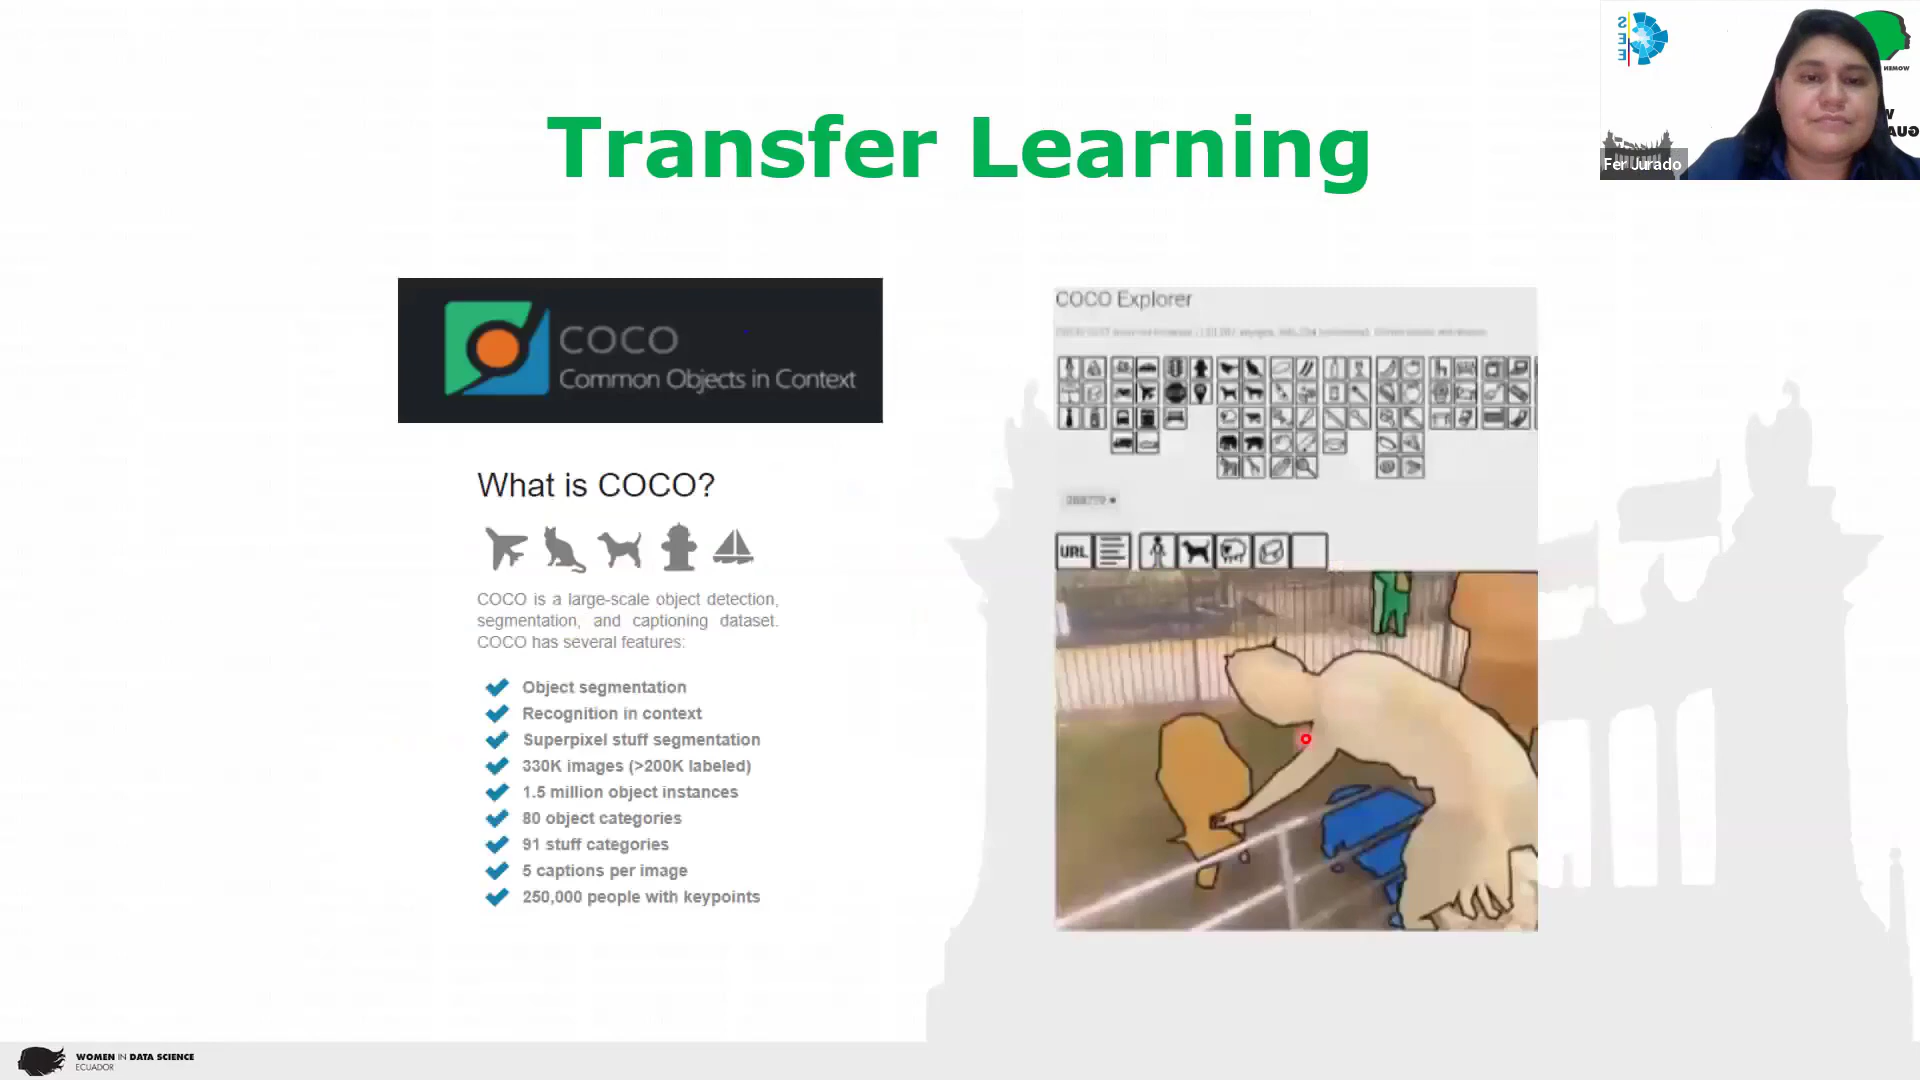 Transfer Learning
SEE
WOMEN
Fer Jurado
COCO
Common Objects in Context
What is COCO?
COCO is a large-scale object detection,
segmentation, and captioning dataset.
COCO has several features:
Object segmentation
Recognition in context
Superpixel stuff segmentation
330K images (>200K labeled)
1.5 million object instances
80 object categories
91 stuff categories
5 captions per image
250,000 people with keypoints
COCO Explorer
URL
WOMEN IN DATA SCIENCE
ECUADOR